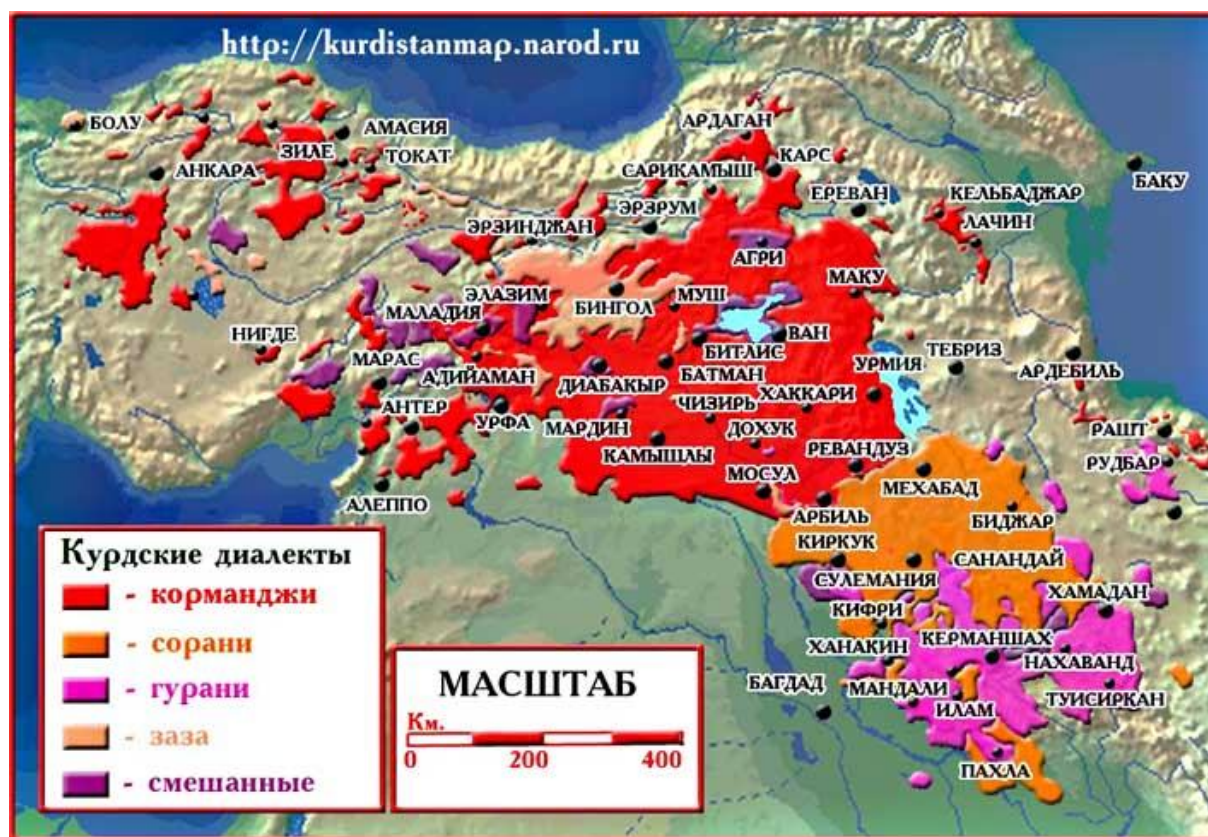 http://kurdistanmap.narod.ru
БОЛУ
АМАСИЯ
АРДАГАН
ЗИЛЕ
ТОКАТ
АНКАРА
КАРС
САРИКАМЫШ
БАКУ
ЕРЕВАН
КЕЛЬБАДЖАР
ЭРЗРУМ
ЛАЧИН
ЭРЗИНДЖАН
АГРИ
МАКУ
ЭЛАЗИМ
БИНГОЛ
МУШ
МАЛАДИЯ
НИГДЕ
ВАН
БИТЛИС
ТЕБРИЗ
МАРАС
УРМИЯ
АРДЕБИЛЬ
АДИЙАМАН
ДИАБАКЫР
БАТМАН
ХАККАРИ
АНТЕР
ЧИЗИРЬ
УРФА
МАРДИН
ДОХУК
РАШТ
КАМЫШЛЫ
РЕВАНДУЗ
РУДБАР
МОСУЛ
МЕХАБАД
АЛЕППО
АРБИЛЬ
БИДЖАР
КИРКУК
САНАНДАЙ
СУЛЕМАНИЯ
ХАМАДАН
КИФРИ
КЕРМАНШАХ
ХАНАКИН
НАХАВАНД
БАГДАД
МАНДАЛИ
ТУИСИРКАН
ИЛАМ
ПАХЛА
Курдские диалекты
- корманджи
- сорани
- гурани
- заза
- смешанные
МАСШТАБ
Км.
0 200 400